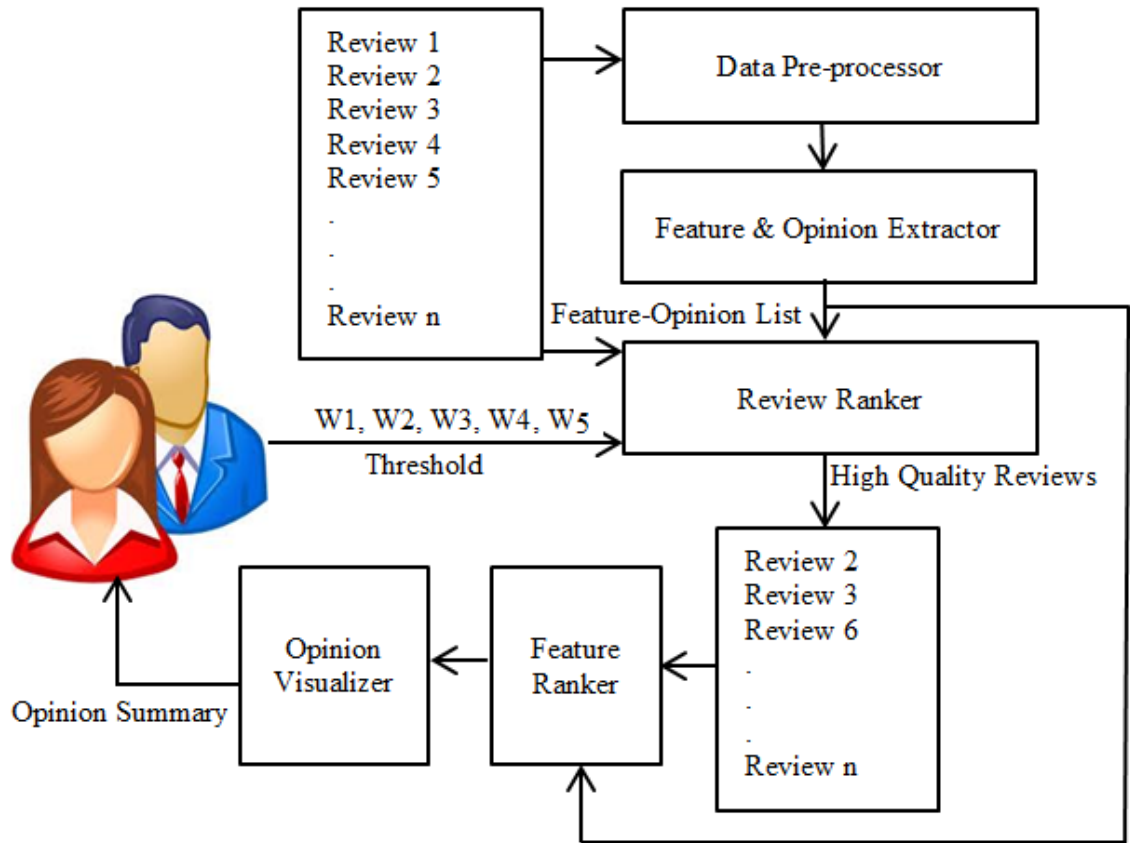 Review 1
Review 2
Review 3
Review 4
Review 5
.
.
.
Review n
Data Pre-processor
Feature & Opinion Extractor
Feature-Opinion List
Review Ranker
W1, W2, W3, W4, W5
Threshold
High Quality Reviews
Review 2
Review 3
Review 6
.
.
.
Review n
Feature
Ranker
Opinion
Visualizer
Opinion Summary